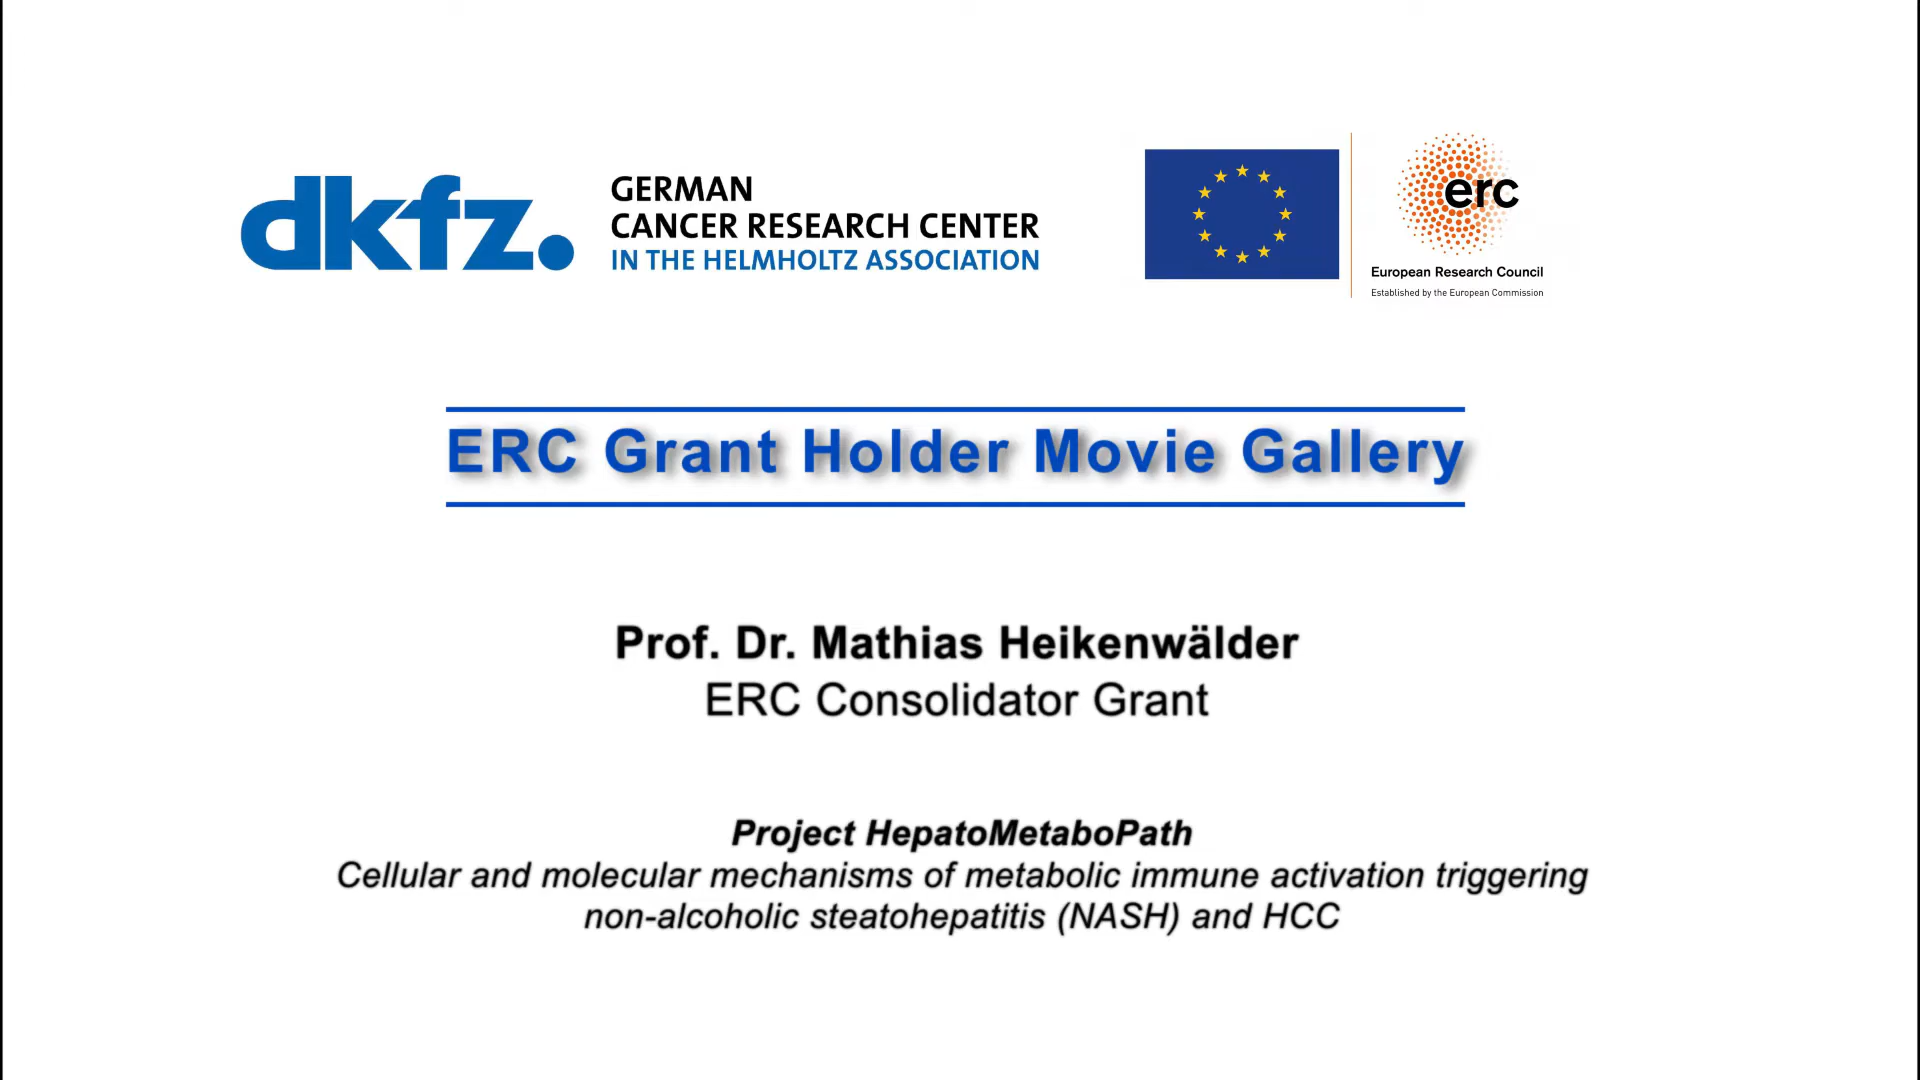 dkfz.
GERMAN
CANCER RESEARCH CENTER
IN THE HELMHOLTZ ASSOCIATION
erc
European Research Council
Established by the European Commission
ERC Grant Holder Movie Gallery
Prof. Dr. Mathias Heikenwälder
ERC Consolidator Grant
Project HepatoMetaboPath
Cellular and molecular mechanisms of metabolic immune activation triggering
non-alcoholic steatohepatitis (NASH) and HCC